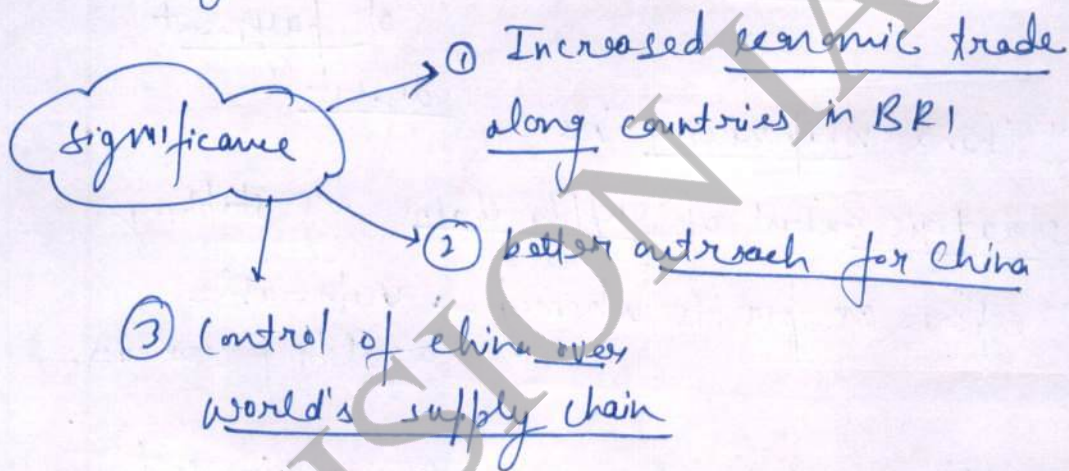 significance
① Increased economic trade
along countries in BRI
② better outreach for China
③ Control of china over
world's supply chain